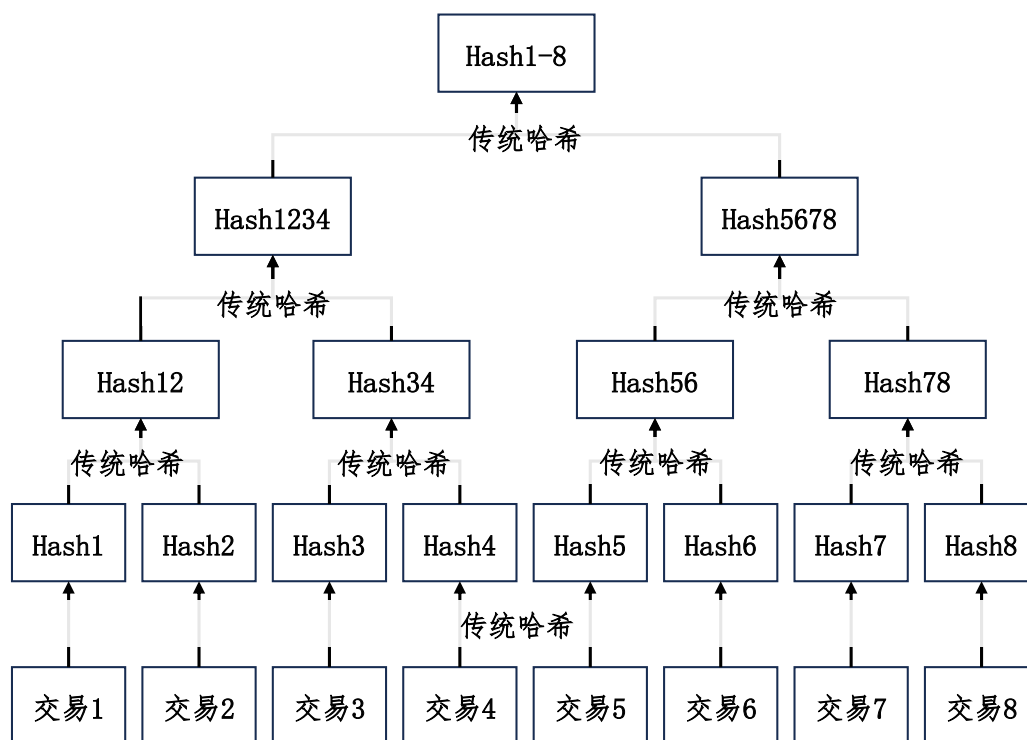 Hash1-8
传统哈希
Hash1234 Hash5678
传统哈希 传统哈希
Hash12 Hash34 Hash56 Hash78
传统哈希 传统哈希 传统哈希 传统哈希
Hash1 Hash2 Hash3 Hash4 Hash5 Hash6 Hash7 Hash8
传统哈希
交易1 交易2 交易3 交易4 交易5 交易6 交易7 交易8